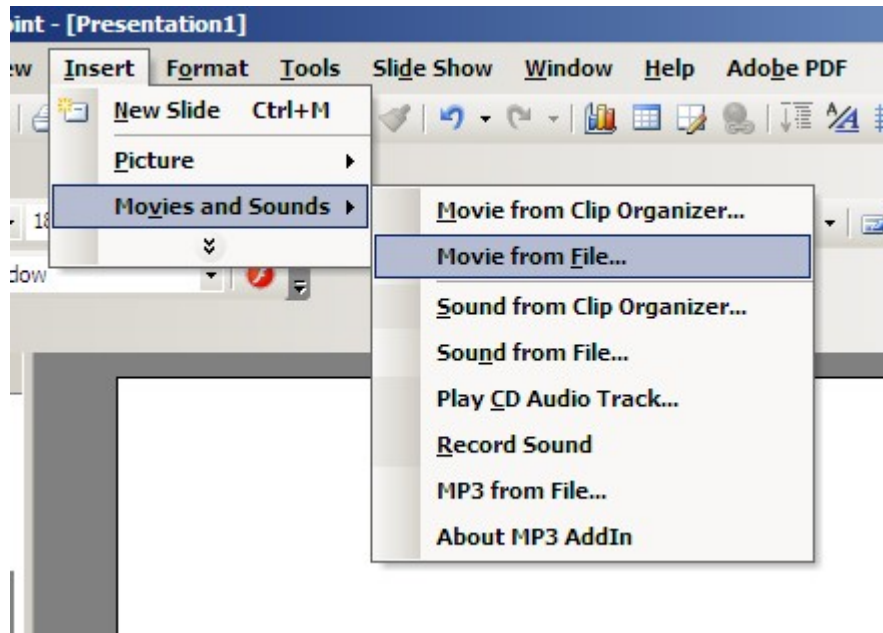 int - [Presentation1]
ew Insert Format Tools Slide Show Window Help Adobe PDF
New Slide Ctrl+M
Picture
Movies and Sounds
18
dow
Movie from Clip Organizer...
Movie from File...
Sound from Clip Organizer...
Sound from File...
Play CD Audio Track...
Record Sound
MP3 from File...
About MP3 AddIn